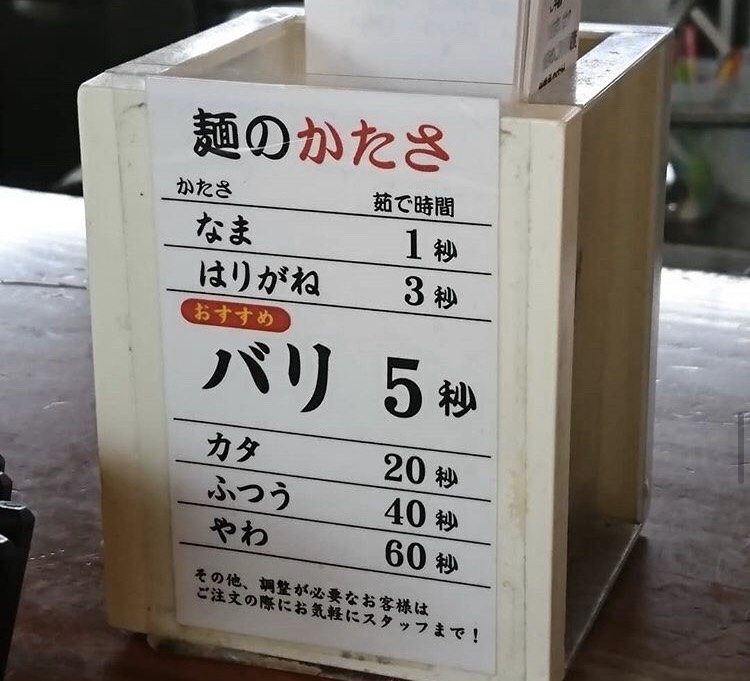 麺のかたさ
かたさ 茹で時間
なま 1秒
はりがね 3秒
おすすめ
バリ 5秒
カタ 20秒
ふつう 40秒
やわ 60秒
その他、調整が必要なお客様は
ご注文の際にお気軽にスタッフまで！